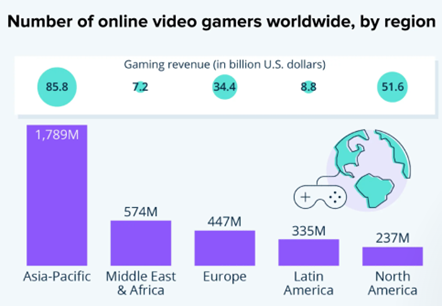 Number of online video gamers worldwide, by region
Gaming revenue (in billion U.S. dollars)
85.8 7.2 34.4 8.8 51.6
1,789M
574M
447M
335M
237M
Asia-Pacific Middle East & Africa Europe Latin America North America